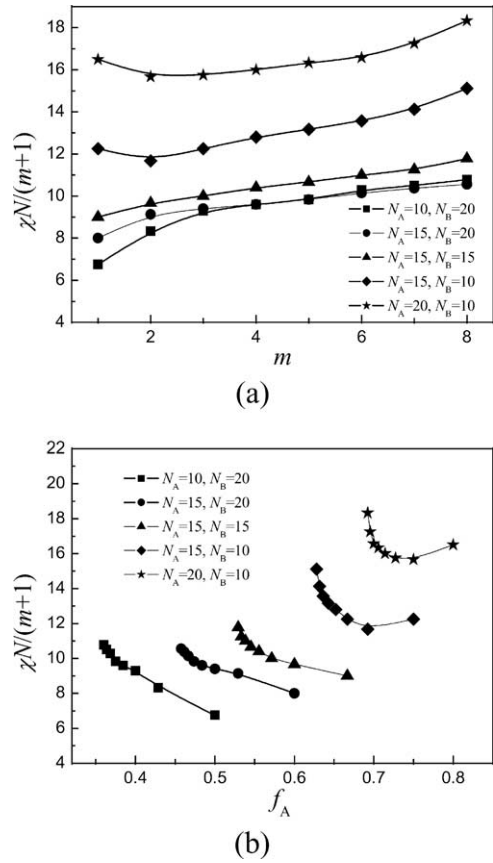 18
16
14
12
10
8
6
4
χN/(m+1)
N_A=10, N_B=20
N_A=15, N_B=20
N_A=15, N_B=15
N_A=15, N_B=10
N_A=20, N_B=10
2
4
6
8
m
(a)
22
20
18
16
14
12
10
8
6
4
χN/(m+1)
N_A=10, N_B=20
N_A=15, N_B=20
N_A=15, N_B=15
N_A=15, N_B=10
N_A=20, N_B=10
0.4
0.5
0.6
0.7
0.8
f_A
(b)